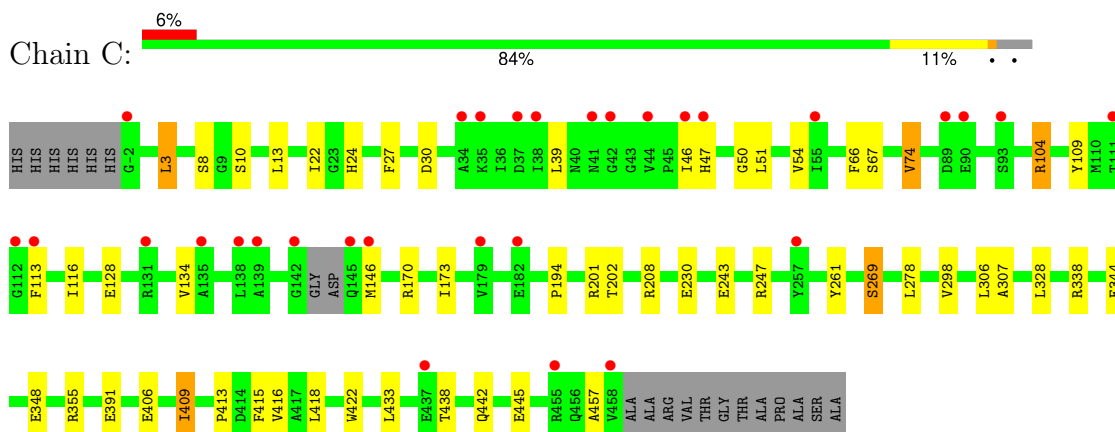 6%
Chain C:
84% 11% • •
HIS HIS HIS HIS HIS HIS G-2 L3 S8 G9 S10 L13 I22 G23 H24 F27 D30 A34 K35 I36 D37 I38 L39 N40 N41 G42 G43 V44 P45 I46 H47 G50 L51 V54 I55 F66 S67 V74 D89 E90 S93 R104 Y109 M110 T111
G112 F113 I116 E128 R131 V134 A135 L138 A139 G142 GLY ASP Q145 M146 R170 I173 V179 E182 P194 R201 T202 R208 E230 E243 R247 Y257 Y261 S269 L278 V298 L306 A307 L328 R338 E344
E348 R355 E391 E406 I409 P413 D414 F415 V416 A417 L418 W422 L433 E437 T438 Q442 E445 R455 Q456 A457 V458 ALA ALA ARG VAL THR GLY THR ALA PRO ALA SER ALA